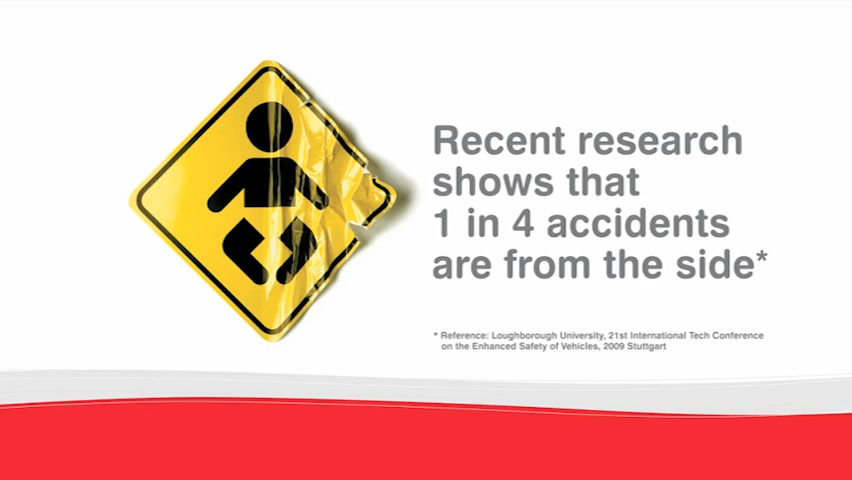 Recent research
shows that
1 in 4 accidents
are from the side*
* Reference: Loughborough University, 21st International Tech Conference
on the Enhanced Safety of Vehicles, 2009 Stuttgart